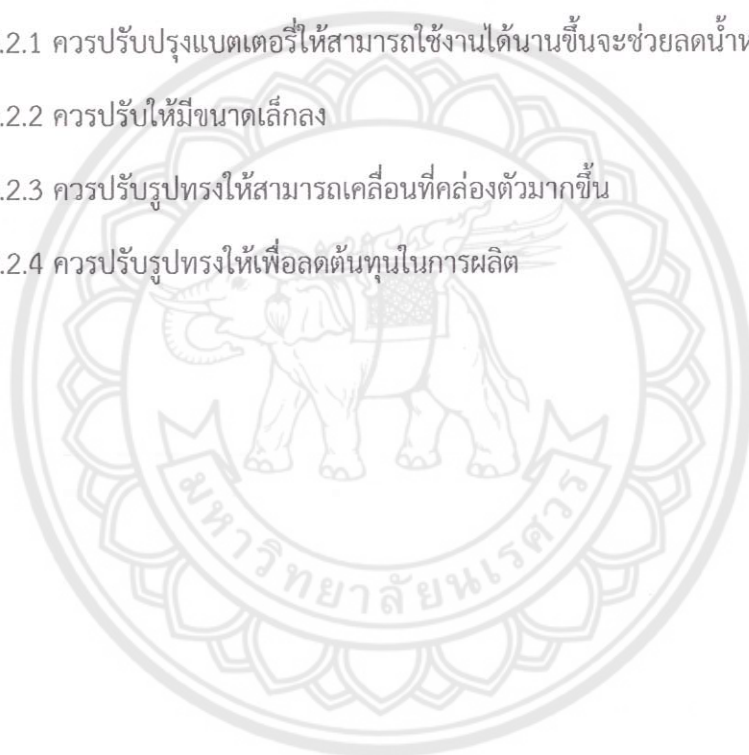 .2.1 ควรปรับปรุงแบตเตอรี่ให้สามารถใช้งานได้นานขึ้นจะช่วยลด
.2.2 ควรปรับให้มีขนาดเล็กลง
.2.3 ควรปรับรูปทรงให้สามารถเคลื่อนที่คล่องตัวมากขึ้น
.2.4 ควรปรับรูปทรงให้เพื่อลดต้นทุนในการผลิต
มหาวิทยาลัยนเรศวร